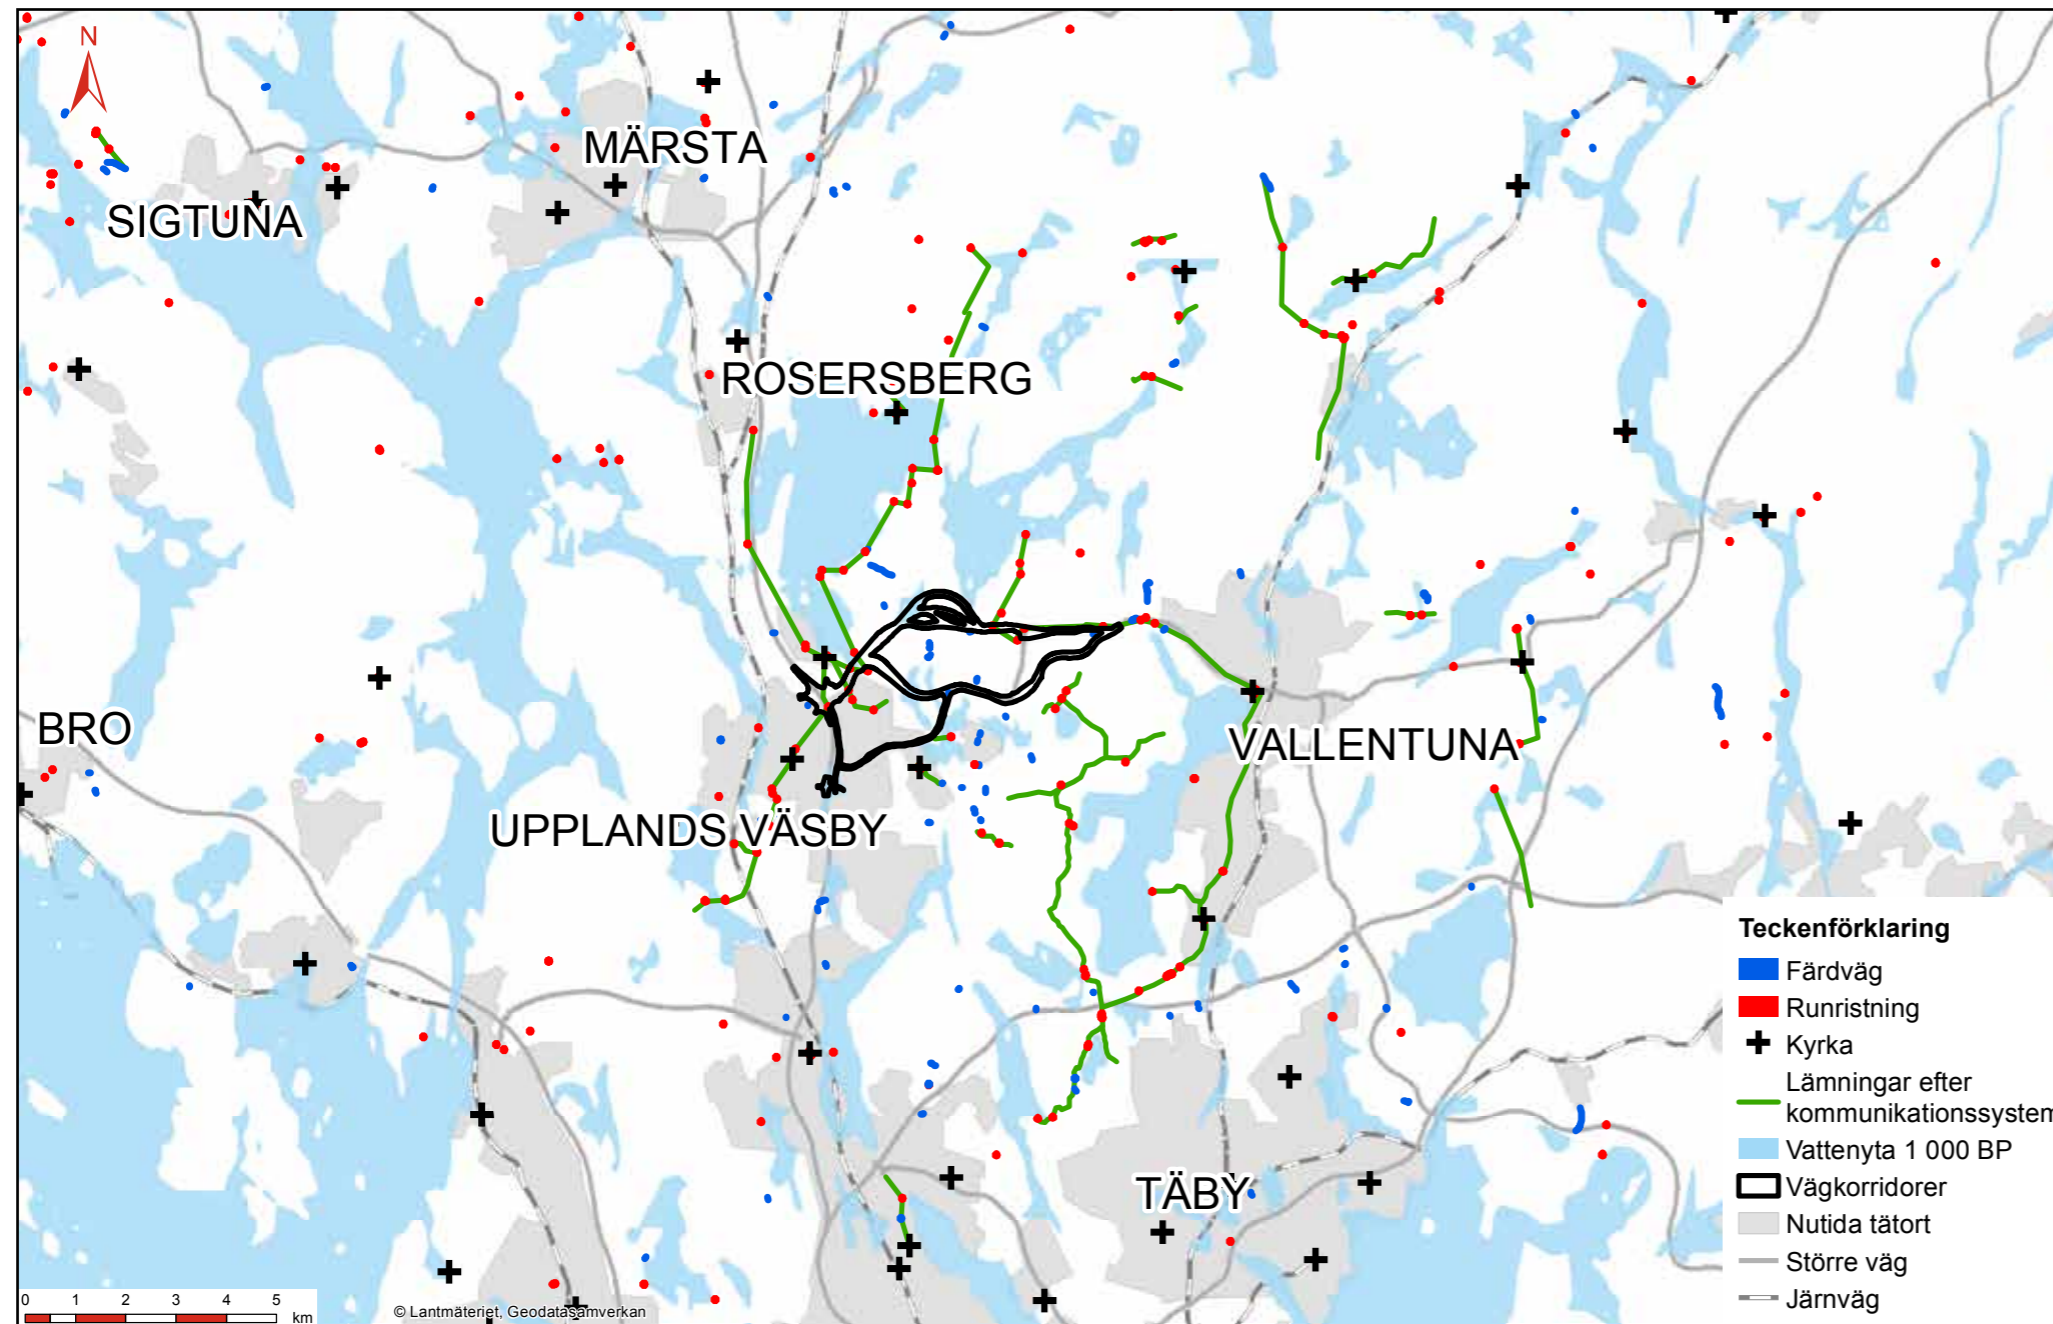 N
MÄRSTA
SIGTUNA
ROSERSBERG
BRO
VALLENTUNA
UPPLANDS VÄSBY
TÄBY
Teckenförklaring
Färdväg
Runristning
Kyrka
Lämningar efter
kommunikationssystem
Vattenyta 1 000 BP
Vägkorridorer
Nutida tätort
Större väg
Järnväg
0 1 2 3 4 5
km
© Lantmäteriet, Geodatasamverkan